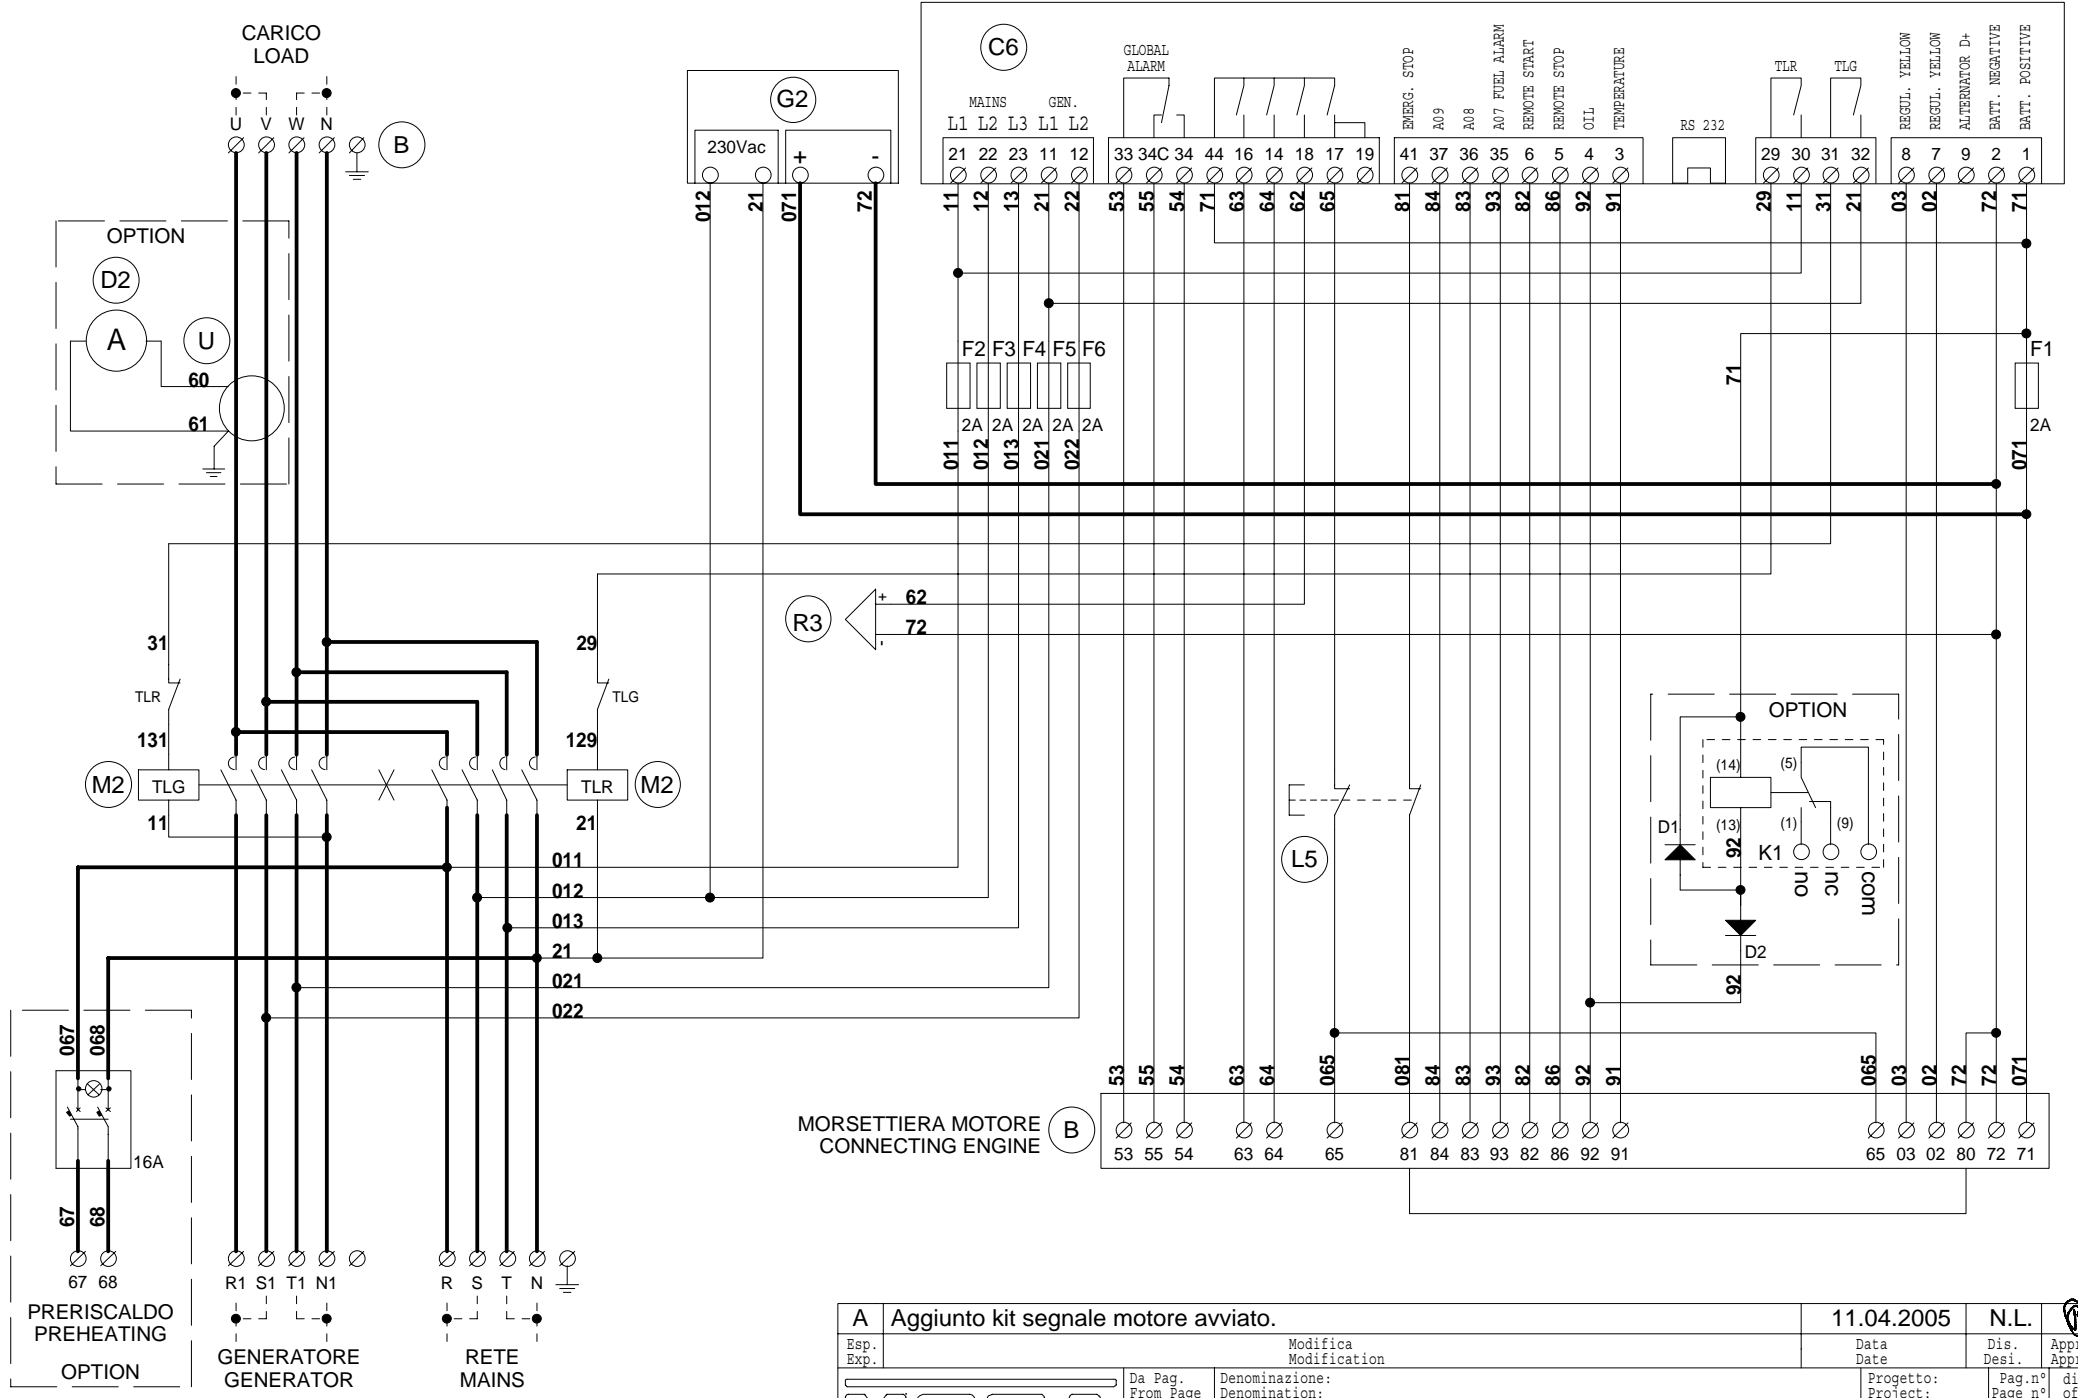 CARICO
LOAD
U V W N
B
OPTION
D2
A
U
60
61
G2
230Vac + -
012 21 071 72
C6
MAINS GEN.
L1 L2 L3 L1 L2
21 22 23 11 12
11 12 13 21 22
GLOBAL
ALARM
33 34C 34 44 16 14 18 17 19
53 55 54 71 63 64 62 65
EMERG. STOP
A09
A08
A07 FUEL ALARM
REMOTE START
REMOTE STOP
OIL
TEMPERATURE
41 37 36 35 6 5 4 3
81 84 83 93 82 86 92 91
RS 232
TLR TLG
29 30 31 32
29 11 31 21
REGUL. YELLOW
REGUL. YELLOW
ALTERNATOR D+
BATT. NEGATIVE
BATT. POSITIVE
8 7 9 2 1
03 02 72 71
F2 F3 F4 F5 F6
2A 2A 2A 2A 2A
011 012 013 021 022
71
F1
2A
071
R3
+ 62
- 72
31
TLR
131
M2
TLG
11
29
TLG
129
TLR
M2
21
011
012
013
21
021
022
L5
OPTION
(14) (5)
D1
(13) (1) (9)
92
K1
no nc com
D2
92
067 068
16A
67 68
67 68
PRERISCALDO
PREHEATING
OPTION
R1 S1 T1 N1
GENERATORE
GENERATOR
R S T N
RETE
MAINS
53 55 54 63 64 065 081 84 83 93 82 86 92 91 065 03 02 72 72 071
MORSETTIERA MOTORE
CONNECTING ENGINE
B
53 55 54 63 64 65 81 84 83 93 82 86 92 91 65 03 02 80 72 71
A Aggiunto kit segnale motore avviato. 11.04.2005 N.L.
Esp. Modifica Data Dis. App
Exp. Modification Date Desi. App
Da Pag. Denominazione: Progetto: Pag.n° di
From Page Denomination: Project: Page n° of